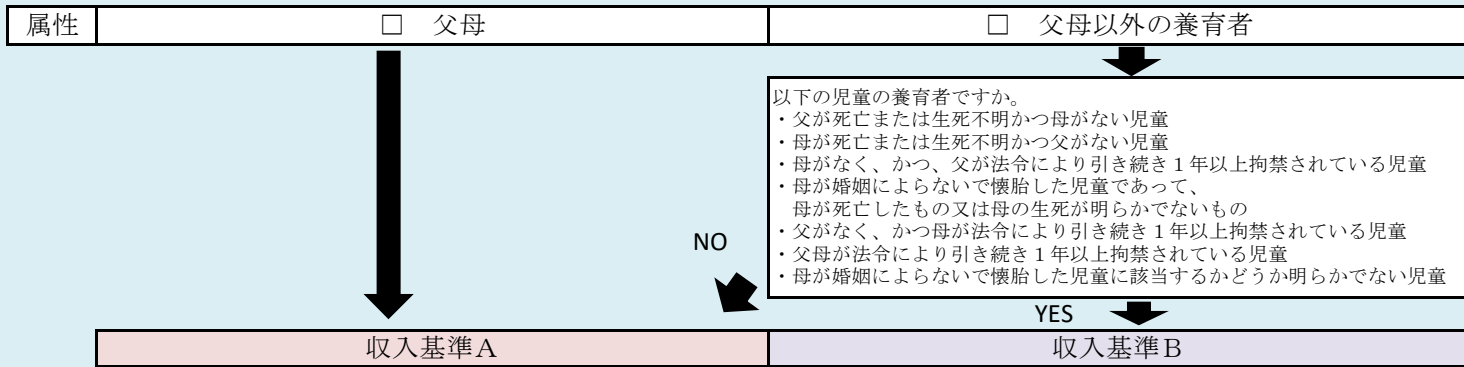 属性
□　父母
□　父母以外の養育者
以下の児童の養育者ですか。
・父が死亡または生死不明かつ母がない児童
・母が死亡または生死不明かつ父がない児童
・母がなく、かつ、父が法令により引き続き１年以上拘禁されている児童
・母が婚姻によらないで懐胎した児童であって、
　母が死亡したもの又は母の生死が明らかでないもの
・父がなく、かつ母が法令により引き続き１年以上拘禁されている児童
・父母が法令により引き続き１年以上拘禁されている児童
・母が婚姻によらないで懐胎した児童に該当するかどうか明らかでない児童
NO
YES
収入基準Ａ
収入基準Ｂ